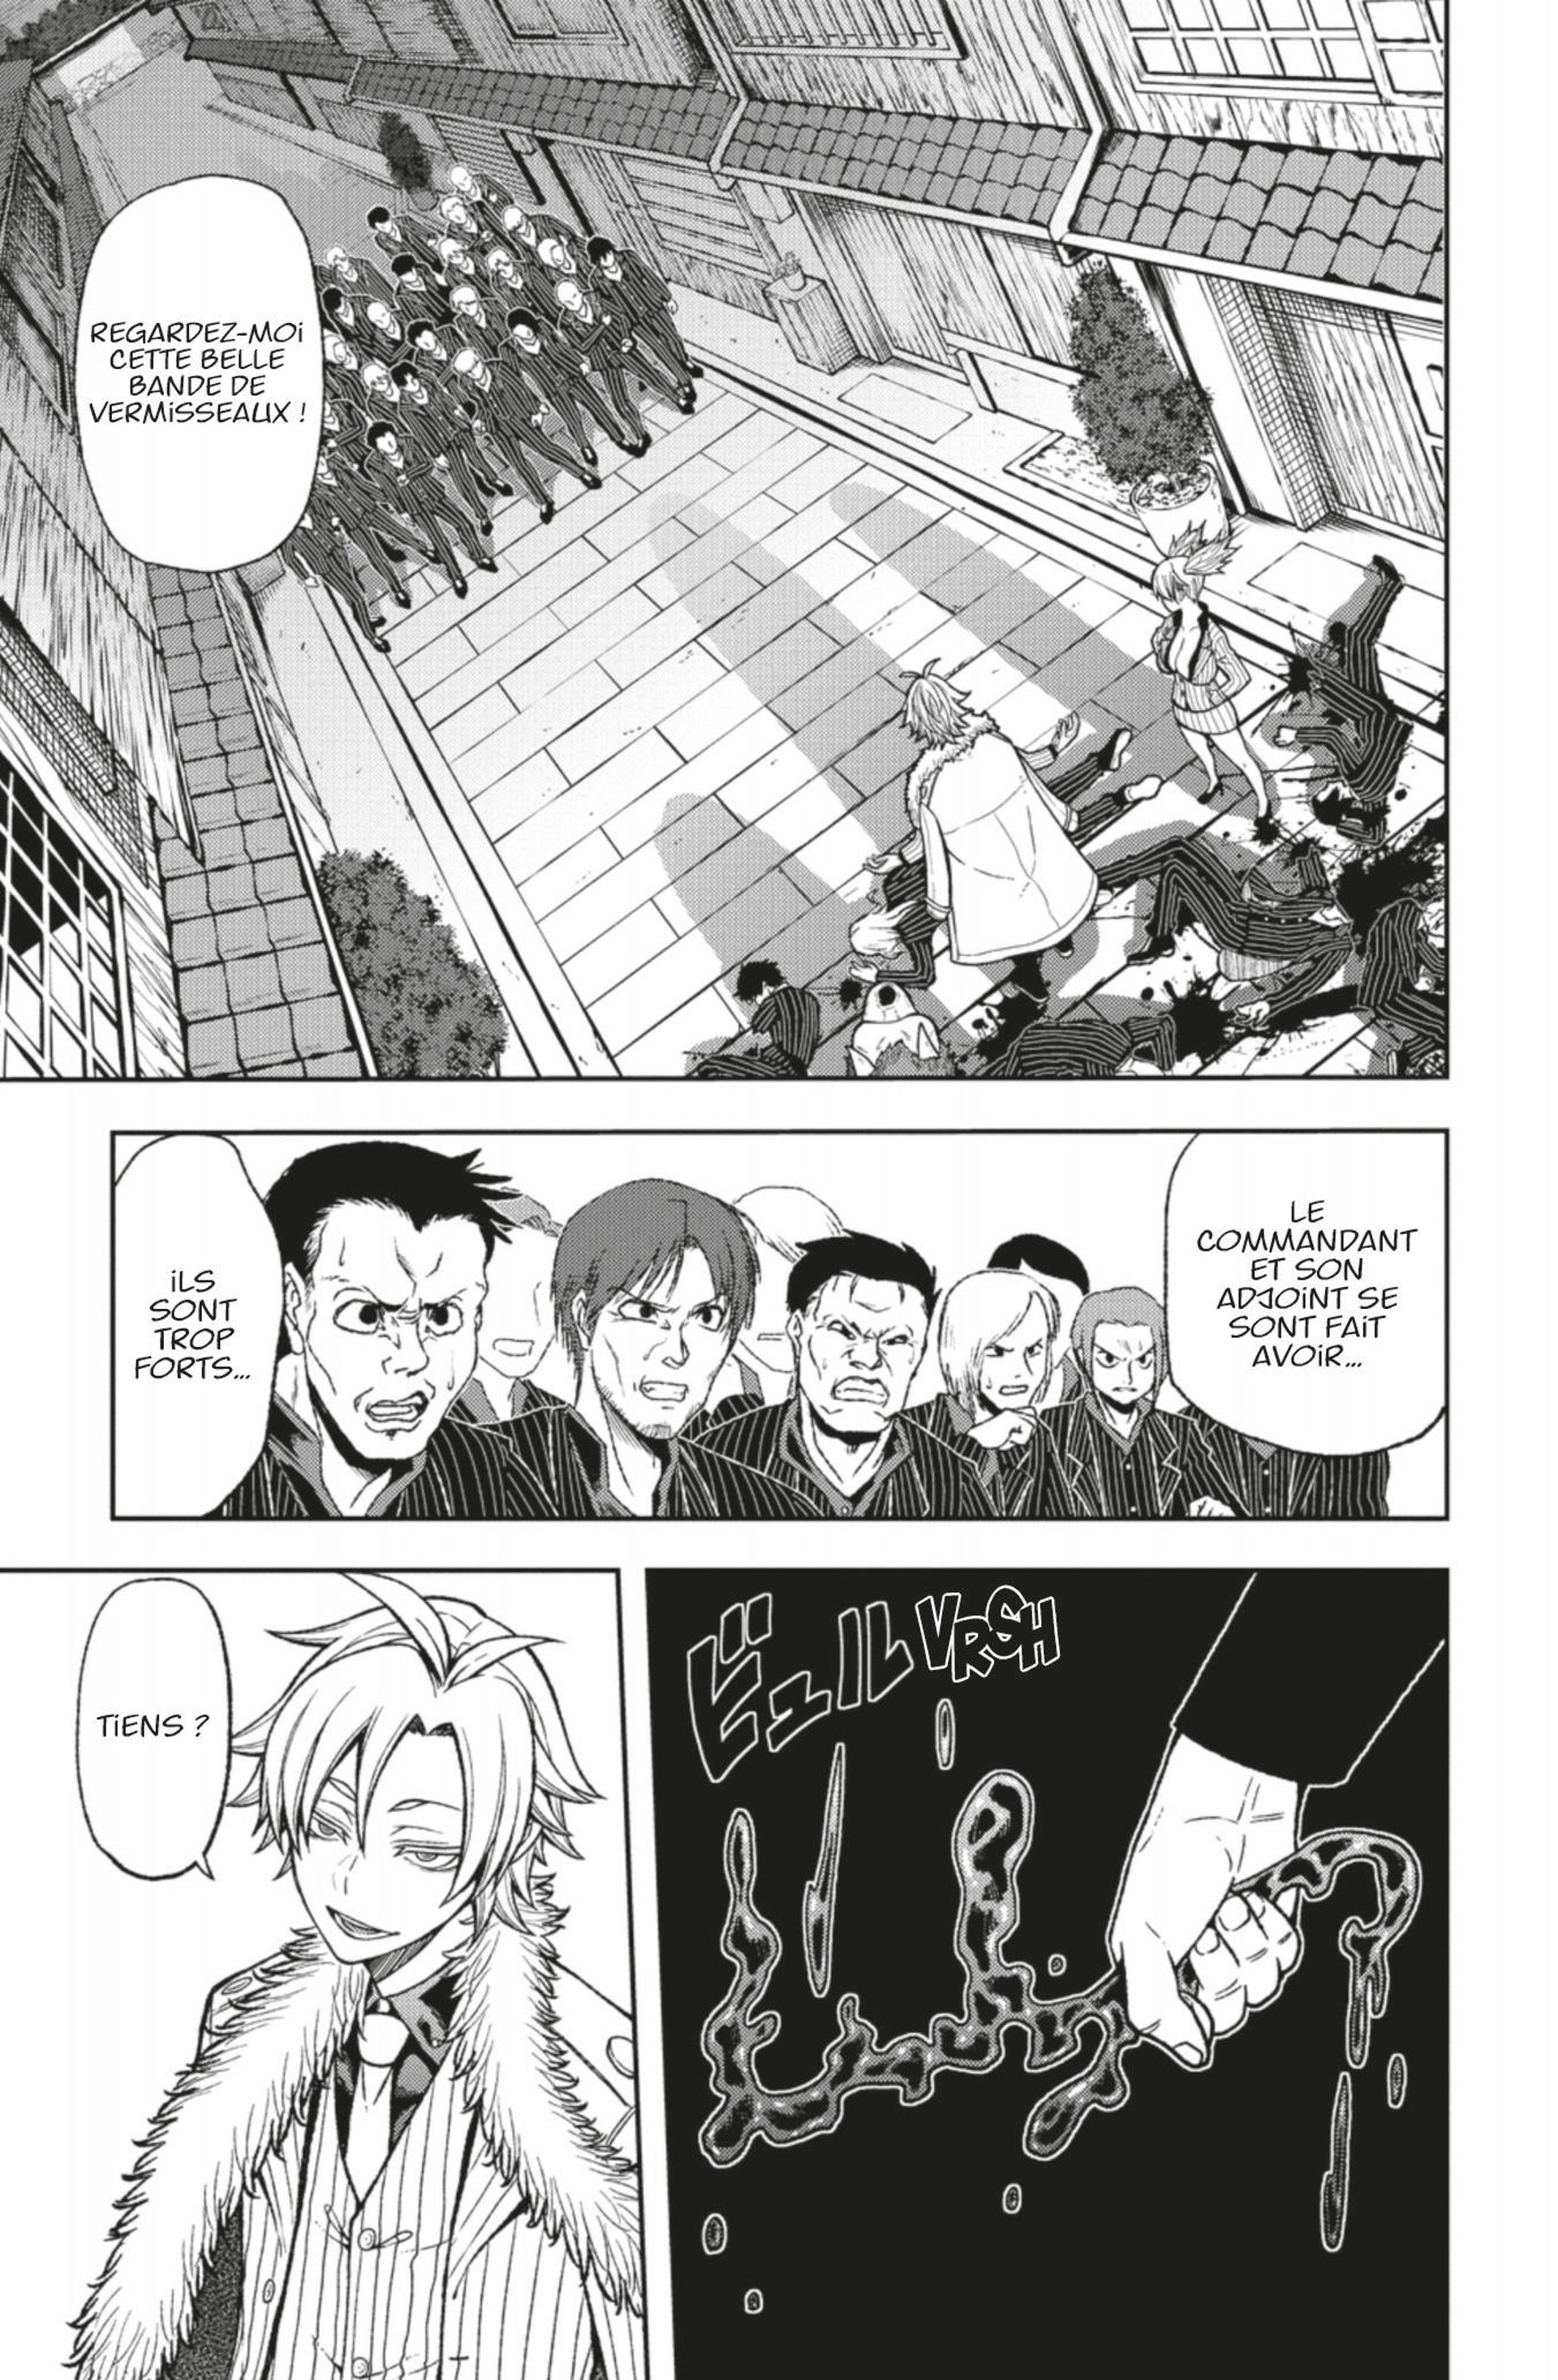 REGARDEZ-MOI
CETTE BELLE
BANDE DE
VERMISSEAUX !
LE
COMMANDANT
ET SON
ADJOINT SE
SONT FAIT
AVOIR...
ILS
SONT
TROP
FORTS...
ビュル
VRSH
TIENS ?